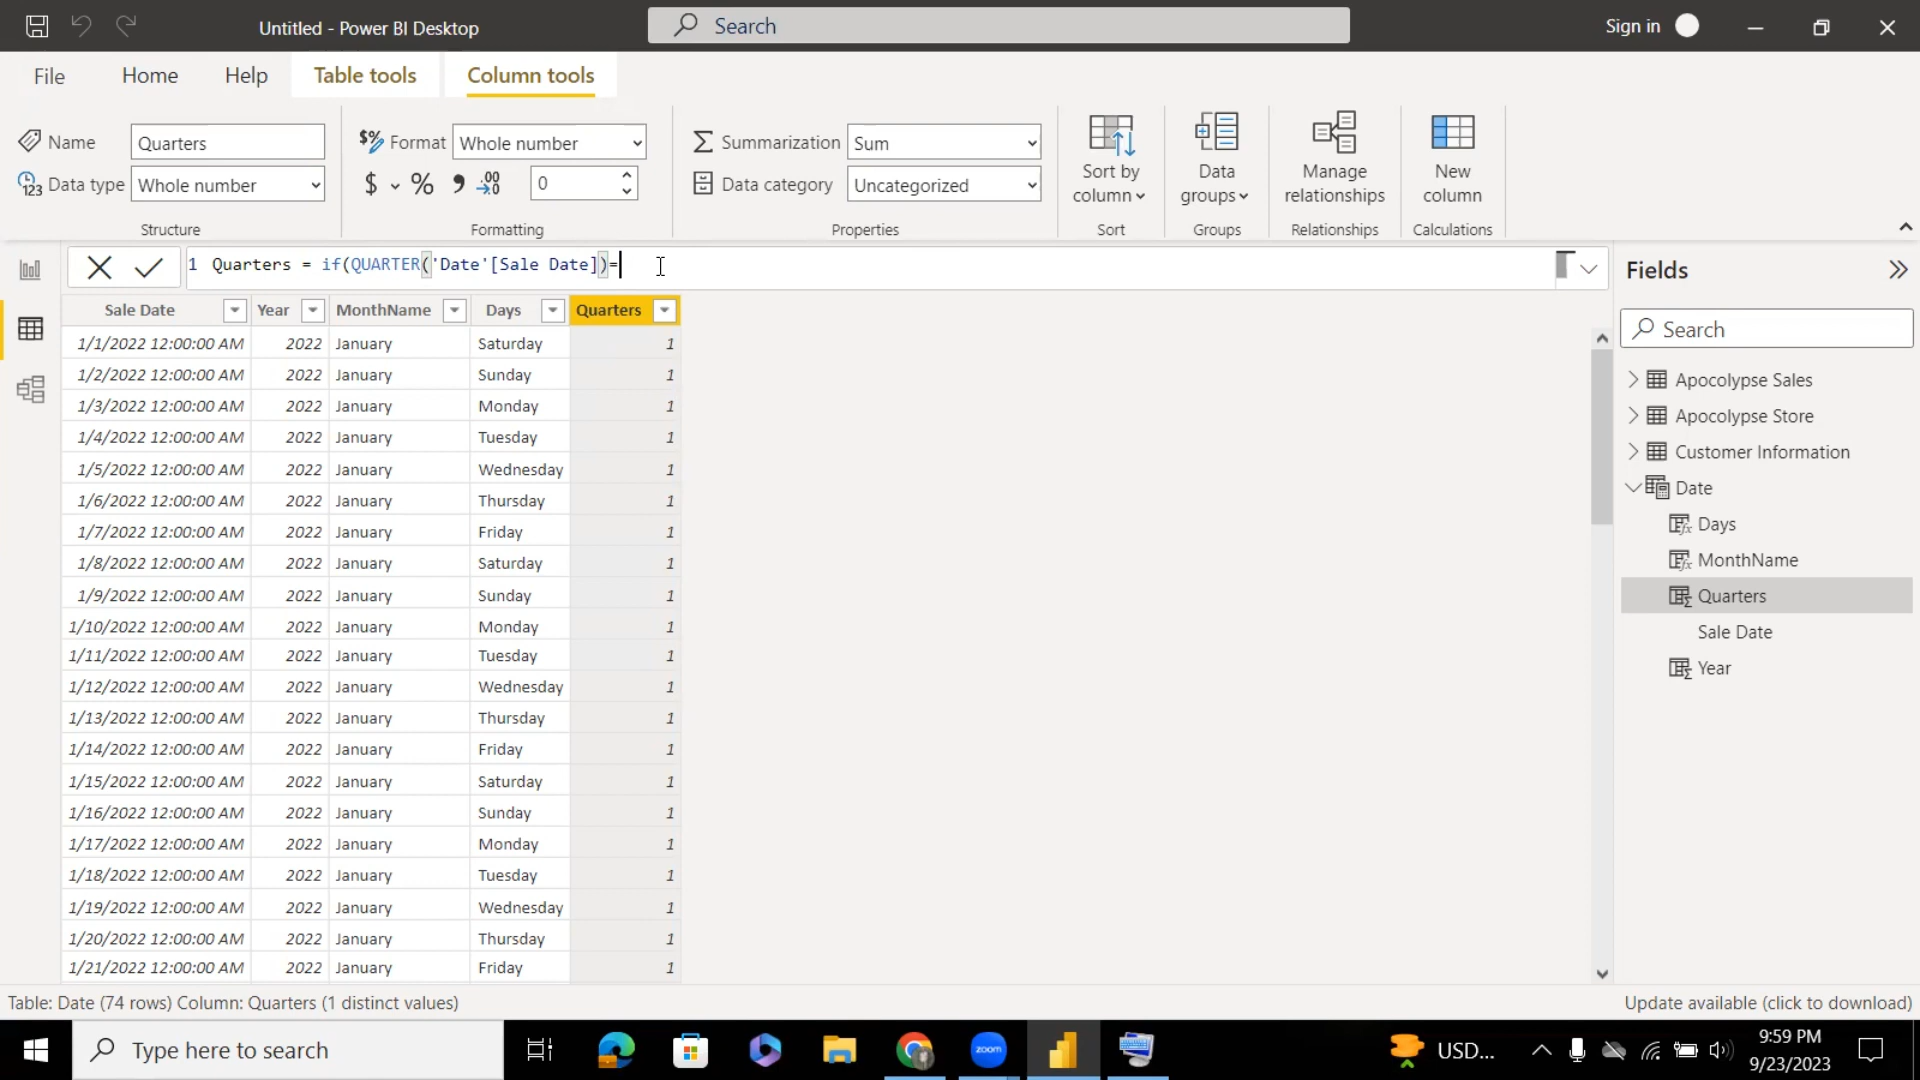 Untitled - Power BI Desktop
Search
Sign in
File Home Help Table tools Column tools
Name Quarters
Format Whole number
Summarization Sum
Data type Whole number
$ % 0
Data category Uncategorized
Sort by column
Data groups
Manage relationships
New column
Structure Formatting Properties Sort Groups Relationships Calculations
1 Quarters = if(QUARTER('Date'[Sale Date])=
Sale Date Year MonthName Days Quarters
1/1/2022 12:00:00 AM 2022 January Saturday 1
1/2/2022 12:00:00 AM 2022 January Sunday 1
1/3/2022 12:00:00 AM 2022 January Monday 1
1/4/2022 12:00:00 AM 2022 January Tuesday 1
1/5/2022 12:00:00 AM 2022 January Wednesday 1
1/6/2022 12:00:00 AM 2022 January Thursday 1
1/7/2022 12:00:00 AM 2022 January Friday 1
1/8/2022 12:00:00 AM 2022 January Saturday 1
1/9/2022 12:00:00 AM 2022 January Sunday 1
1/10/2022 12:00:00 AM 2022 January Monday 1
1/11/2022 12:00:00 AM 2022 January Tuesday 1
1/12/2022 12:00:00 AM 2022 January Wednesday 1
1/13/2022 12:00:00 AM 2022 January Thursday 1
1/14/2022 12:00:00 AM 2022 January Friday 1
1/15/2022 12:00:00 AM 2022 January Saturday 1
1/16/2022 12:00:00 AM 2022 January Sunday 1
1/17/2022 12:00:00 AM 2022 January Monday 1
1/18/2022 12:00:00 AM 2022 January Tuesday 1
1/19/2022 12:00:00 AM 2022 January Wednesday 1
1/20/2022 12:00:00 AM 2022 January Thursday 1
1/21/2022 12:00:00 AM 2022 January Friday 1
Fields
Search
Apocolypse Sales
Apocolypse Store
Customer Information
Date
Days
MonthName
Quarters
Sale Date
Year
Table: Date (74 rows) Column: Quarters (1 distinct values)
Update available (click to download)
Type here to search
zoom
USD...
9:59 PM
9/23/2023